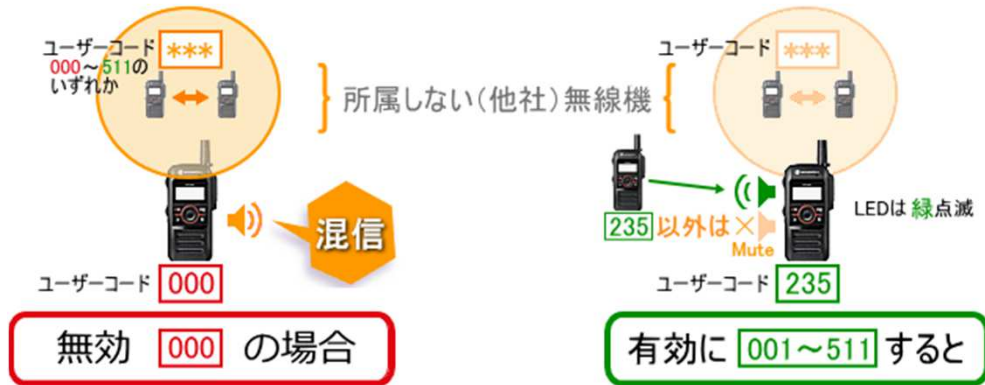 ユーザーコード ***
000～511の
いずれか
所属しない（他社）無線機
混信
ユーザーコード 000
無効 000 の場合
ユーザーコード ***
235 以外は×
Mute
LEDは緑点滅
ユーザーコード 235
有効に 001～511 すると